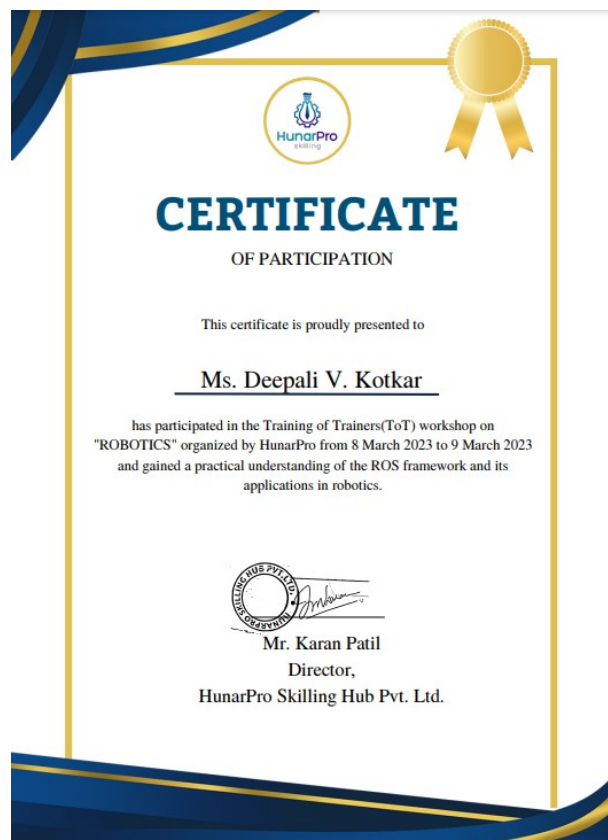 HunarPro
skilling
CERTIFICATE
OF PARTICIPATION
This certificate is proudly presented to
Ms. Deepali V. Kotkar
has participated in the Training of Trainers(ToT) workshop on
"ROBOTICS" organized by HunarPro from 8 March 2023 to 9 March 2023
and gained a practical understanding of the ROS framework and its
applications in robotics.
HUNARPRO SKILLING HUB PVT.LTD.
Mr. Karan Patil
Director,
HunarPro Skilling Hub Pvt. Ltd.